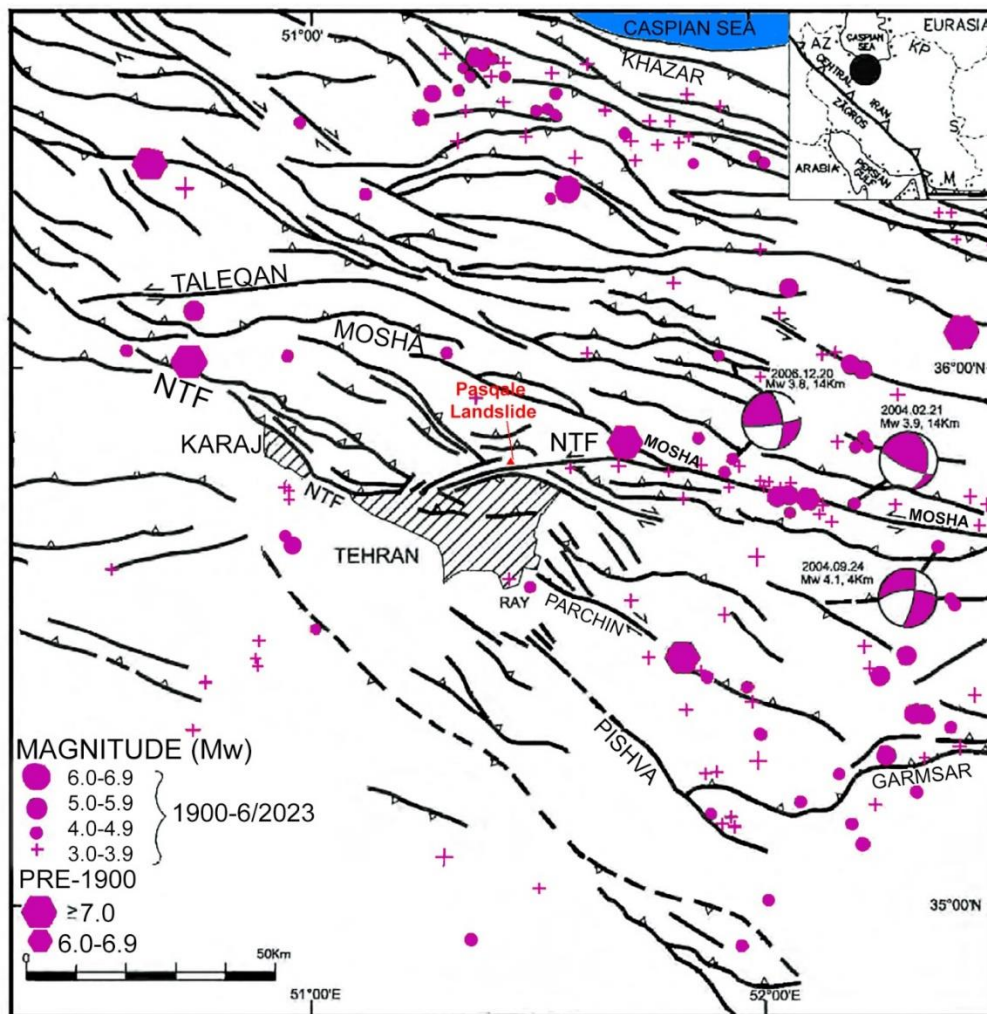 51°00'
CASPIAN SEA
KHAZAR
EURASIA
AZ
CASPIAN
SEA
KP
CENTRAL
IRAN
ZAGROS
S
ARABIA
PERSIAN
GULF
M
TALEQAN
MOSHA
NTF
36°00'N
2006.12.20
Mw 3.8, 14Km
Pasqale
Landslide
2004.02.21
Mw 3.9, 14Km
KARAJ
NTF
NTF
MOSHA
MOSHA
TEHRAN
2004.09.24
Mw 4.1, 4Km
RAY
PARCHIN
PISHVA
GARMSAR
MAGNITUDE (Mw)
6.0-6.9
5.0-5.9
4.0-4.9
3.0-3.9
1900-6/2023
PRE-1900
≥7.0
6.0-6.9
35°00'N
0
50Km
51°00'E
52°00'E